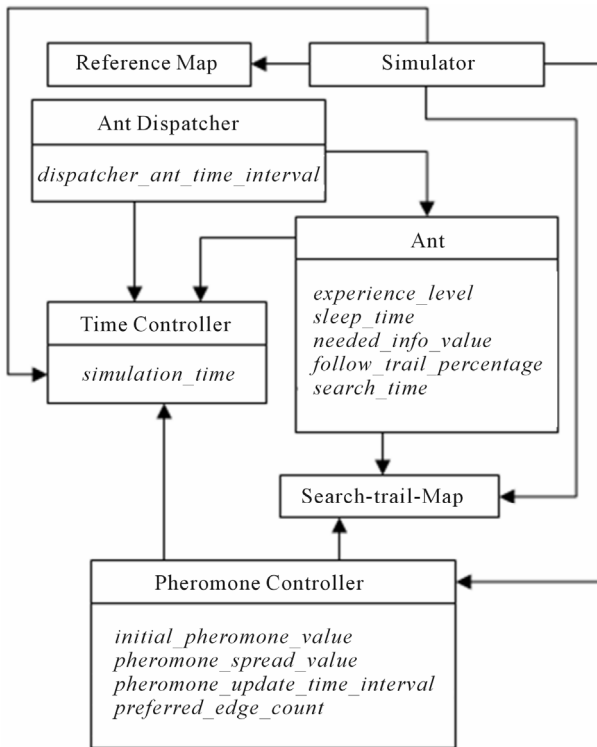 Reference Map
Simulator
Ant Dispatcher
dispatcher_ant_time_interval
Ant
experience_level
sleep_time
needed_info_value
follow_trail_percentage
search_time
Time Controller
simulation_time
Search-trail-Map
Pheromone Controller
initial_pheromone_value
pheromone_spread_value
pheromone_update_time_interval
preferred_edge_count